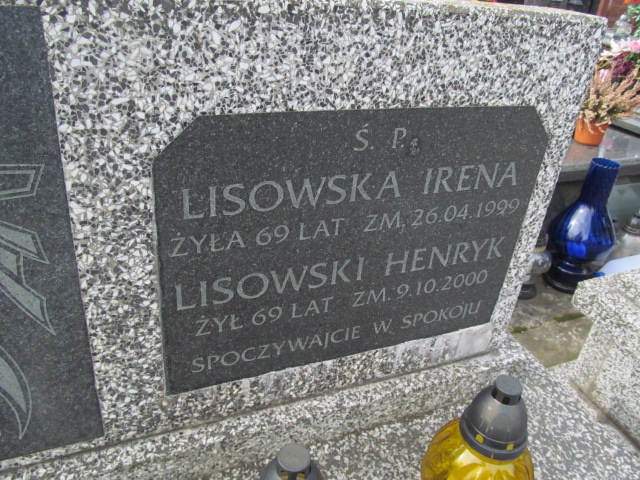 Ś. P.
LISOWSKA IRENA
ŻYŁA 69 LAT ZM. 26.04.1999
LISOWSKI HENRYK
ŻYŁ 69 LAT ZM. 9.10.2000
SPOCZYWAJCIE W SPOKOJU